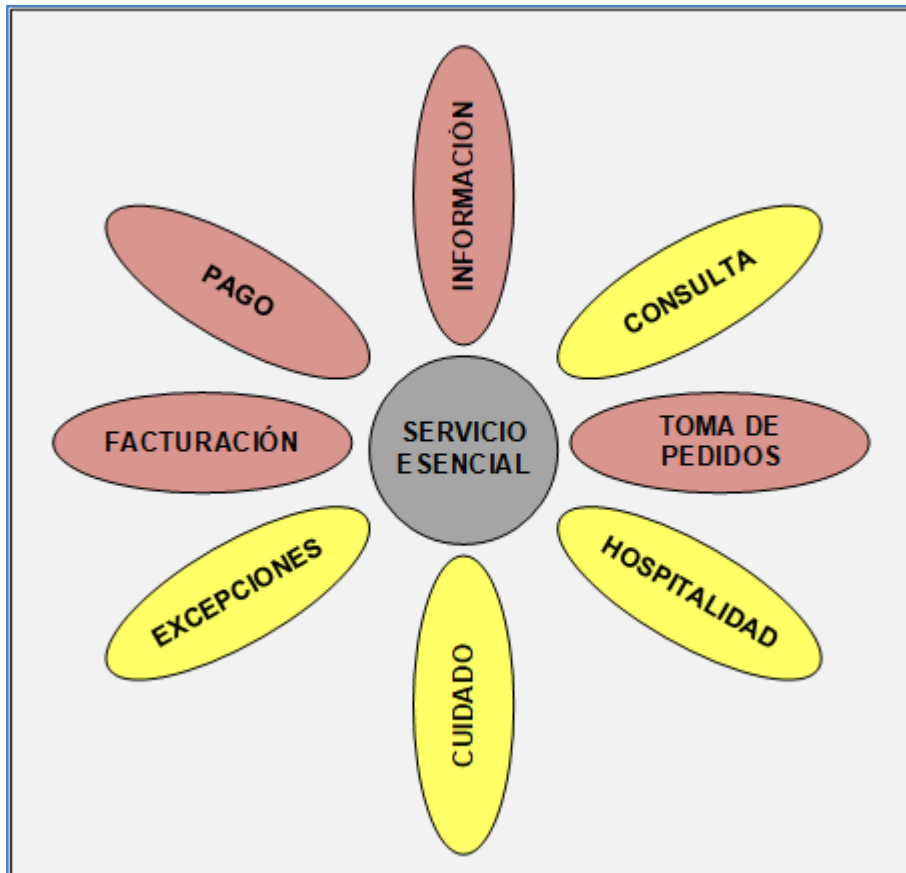 INFORMACIÓN
CONSULTA
PAGO
SERVICIO
ESENCIAL
TOMA DE
PEDIDOS
FACTURACIÓN
HOSPITALIDAD
EXCEPCIONES
CUIDADO